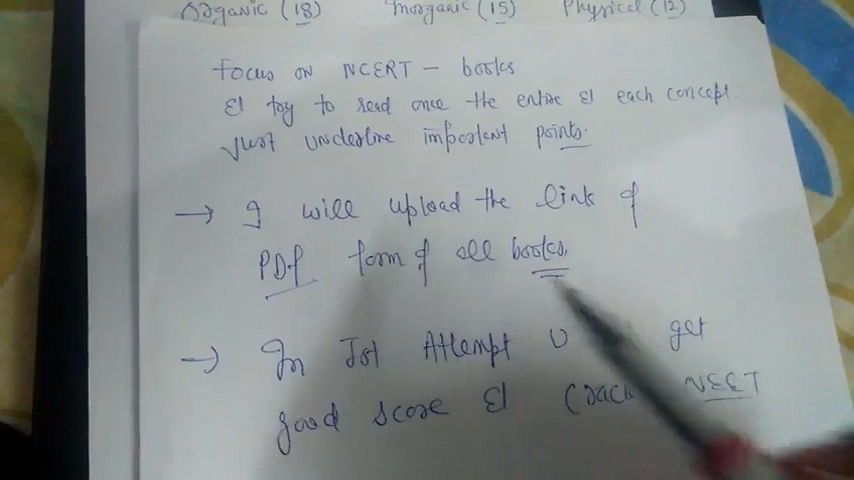 Organic (18) Inorganic (15) Physical (12)
focus on NCERT - books
& try to read once the entire & each concept.
Just underline important points.
→ I will upload the link of
PDF form of all books.
→ In Ist Attempt U get
good score & Crack NEET